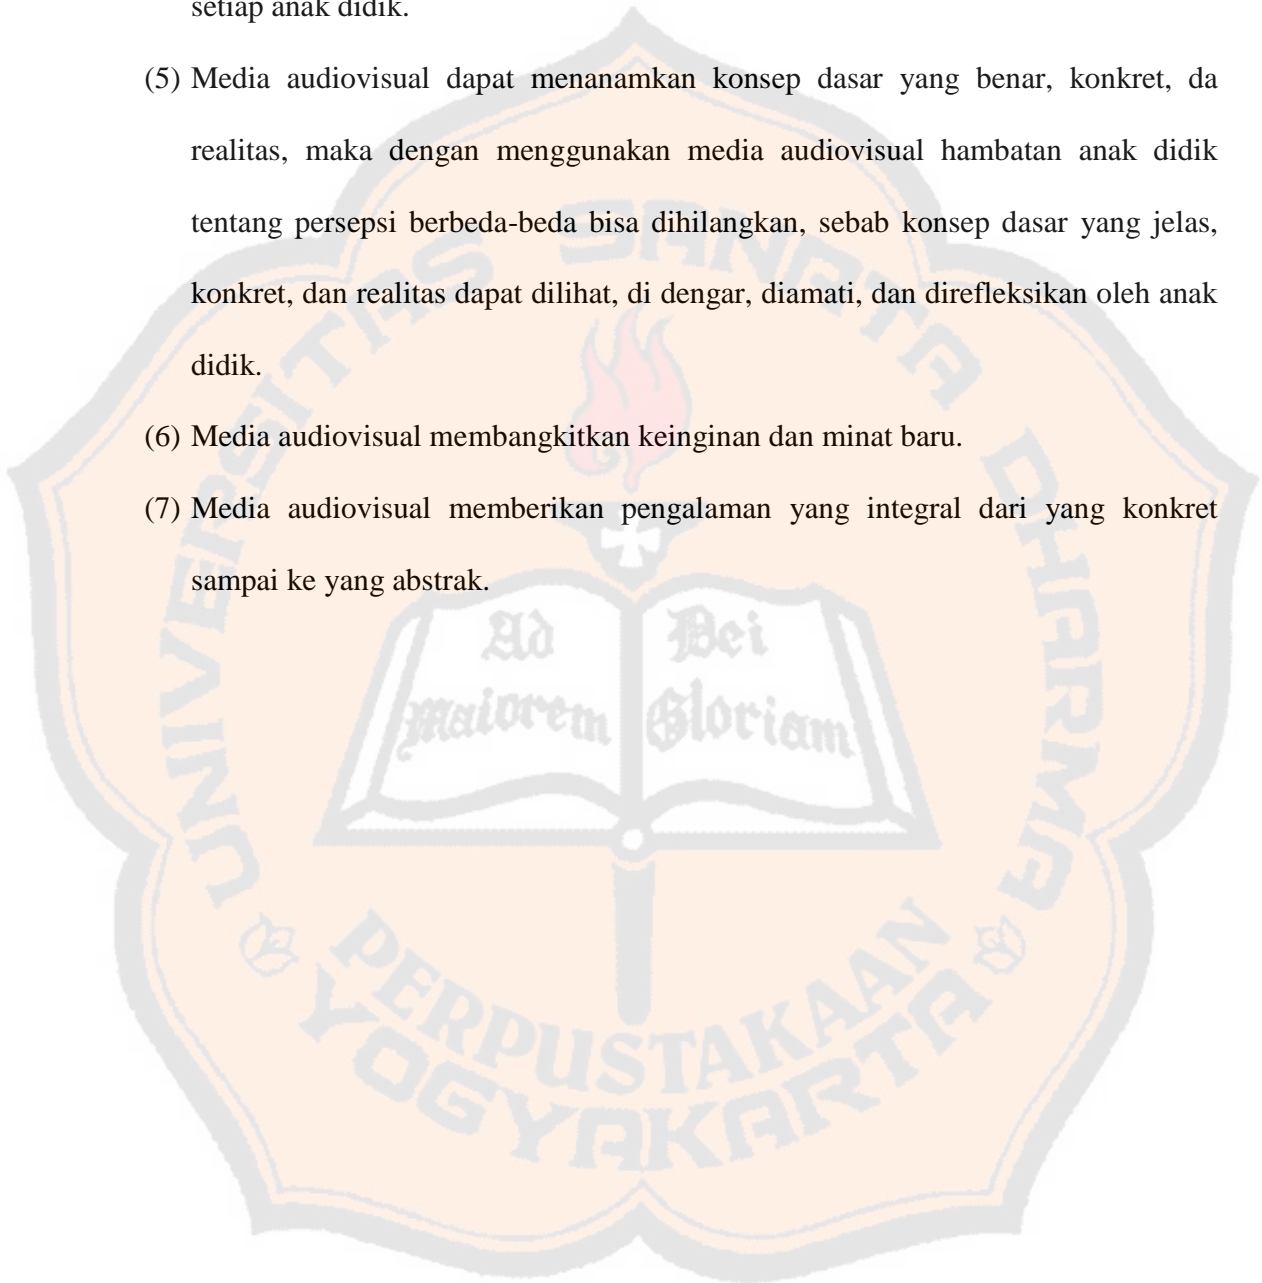 setiap anak didik.
(5) Media audiovisual dapat menanamkan konsep dasar yang benar, konkret, da
realitas, maka dengan menggunakan media audiovisual hambatan anak didik
tentang persepsi berbeda-beda bisa dihilangkan, sebab konsep dasar yang jelas,
konkret, dan realitas dapat dilihat, di dengar, diamati, dan direfleksikan oleh anak
didik.
(6) Media audiovisual membangkitkan keinginan dan minat baru.
(7) Media audiovisual memberikan pengalaman yang integral dari yang konkret
sampai ke yang abstrak.
UNIVERSITAS SANATA DHARMA
Ad Dei
maiorem Gloriam
PERPUSTAKAAN
YOGYAKARTA